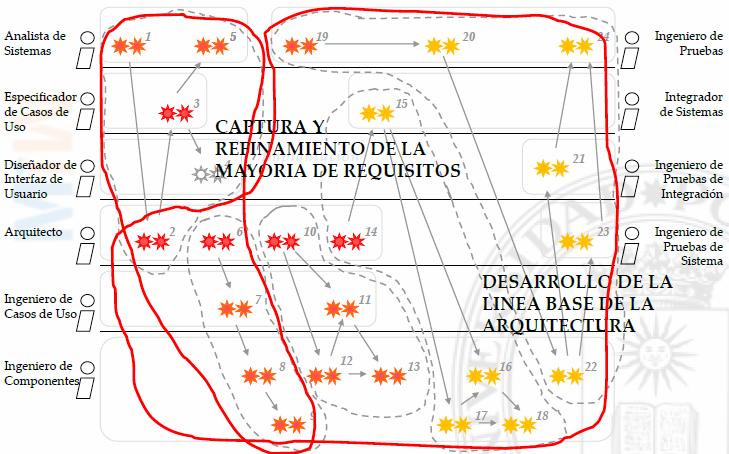 Analista de
Sistemas
Especificador
de Casos de
Uso
Diseñador de
Interfaz de
Usuario
Arquitecto
Ingeniero de
Casos de Uso
Ingeniero de
Componentes
1
5
19
20
24
3
15
4
21
2
6
10
14
23
7
11
8
12
13
16
22
9
17
18
CAPTURA Y
REFINAMIENTO DE LA
MAYORIA DE REQUISITOS
DESARROLLO DE LA
LINEA BASE DE LA
ARQUITECTURA
Ingeniero de
Pruebas
Integrador
de Sistemas
Ingeniero de
Pruebas de
Integración
Ingeniero de
Pruebas de
Sistema